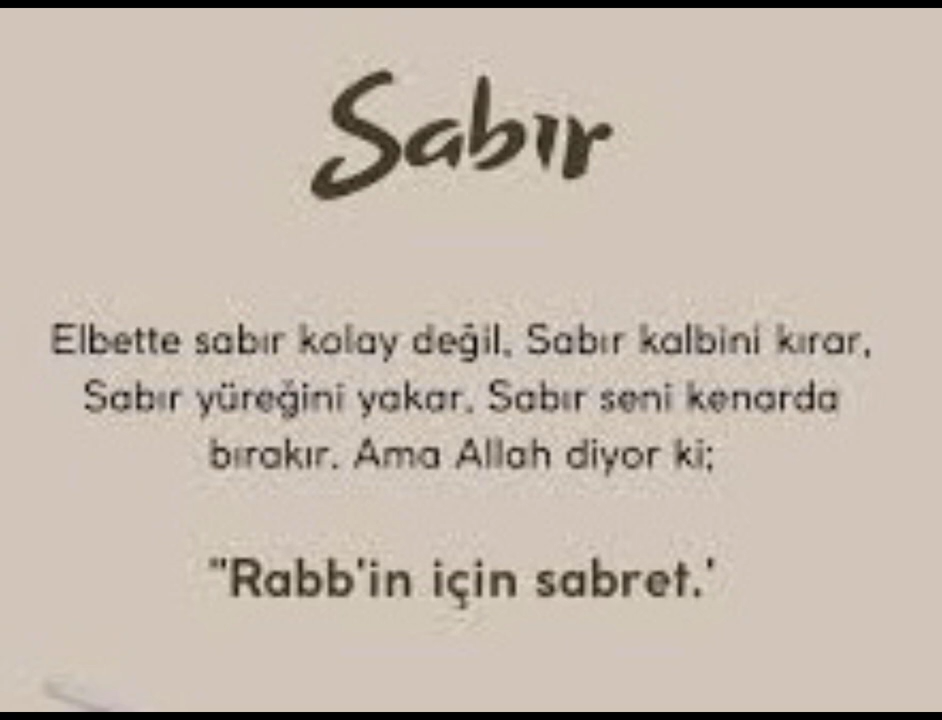 Sabır
Elbette sabır kolay değil, Sabır kalbini kırar,
Sabır yüreğini yakar, Sabır seni kenarda
bırakır. Ama Allah diyor ki;
"Rabb'in için sabret.'